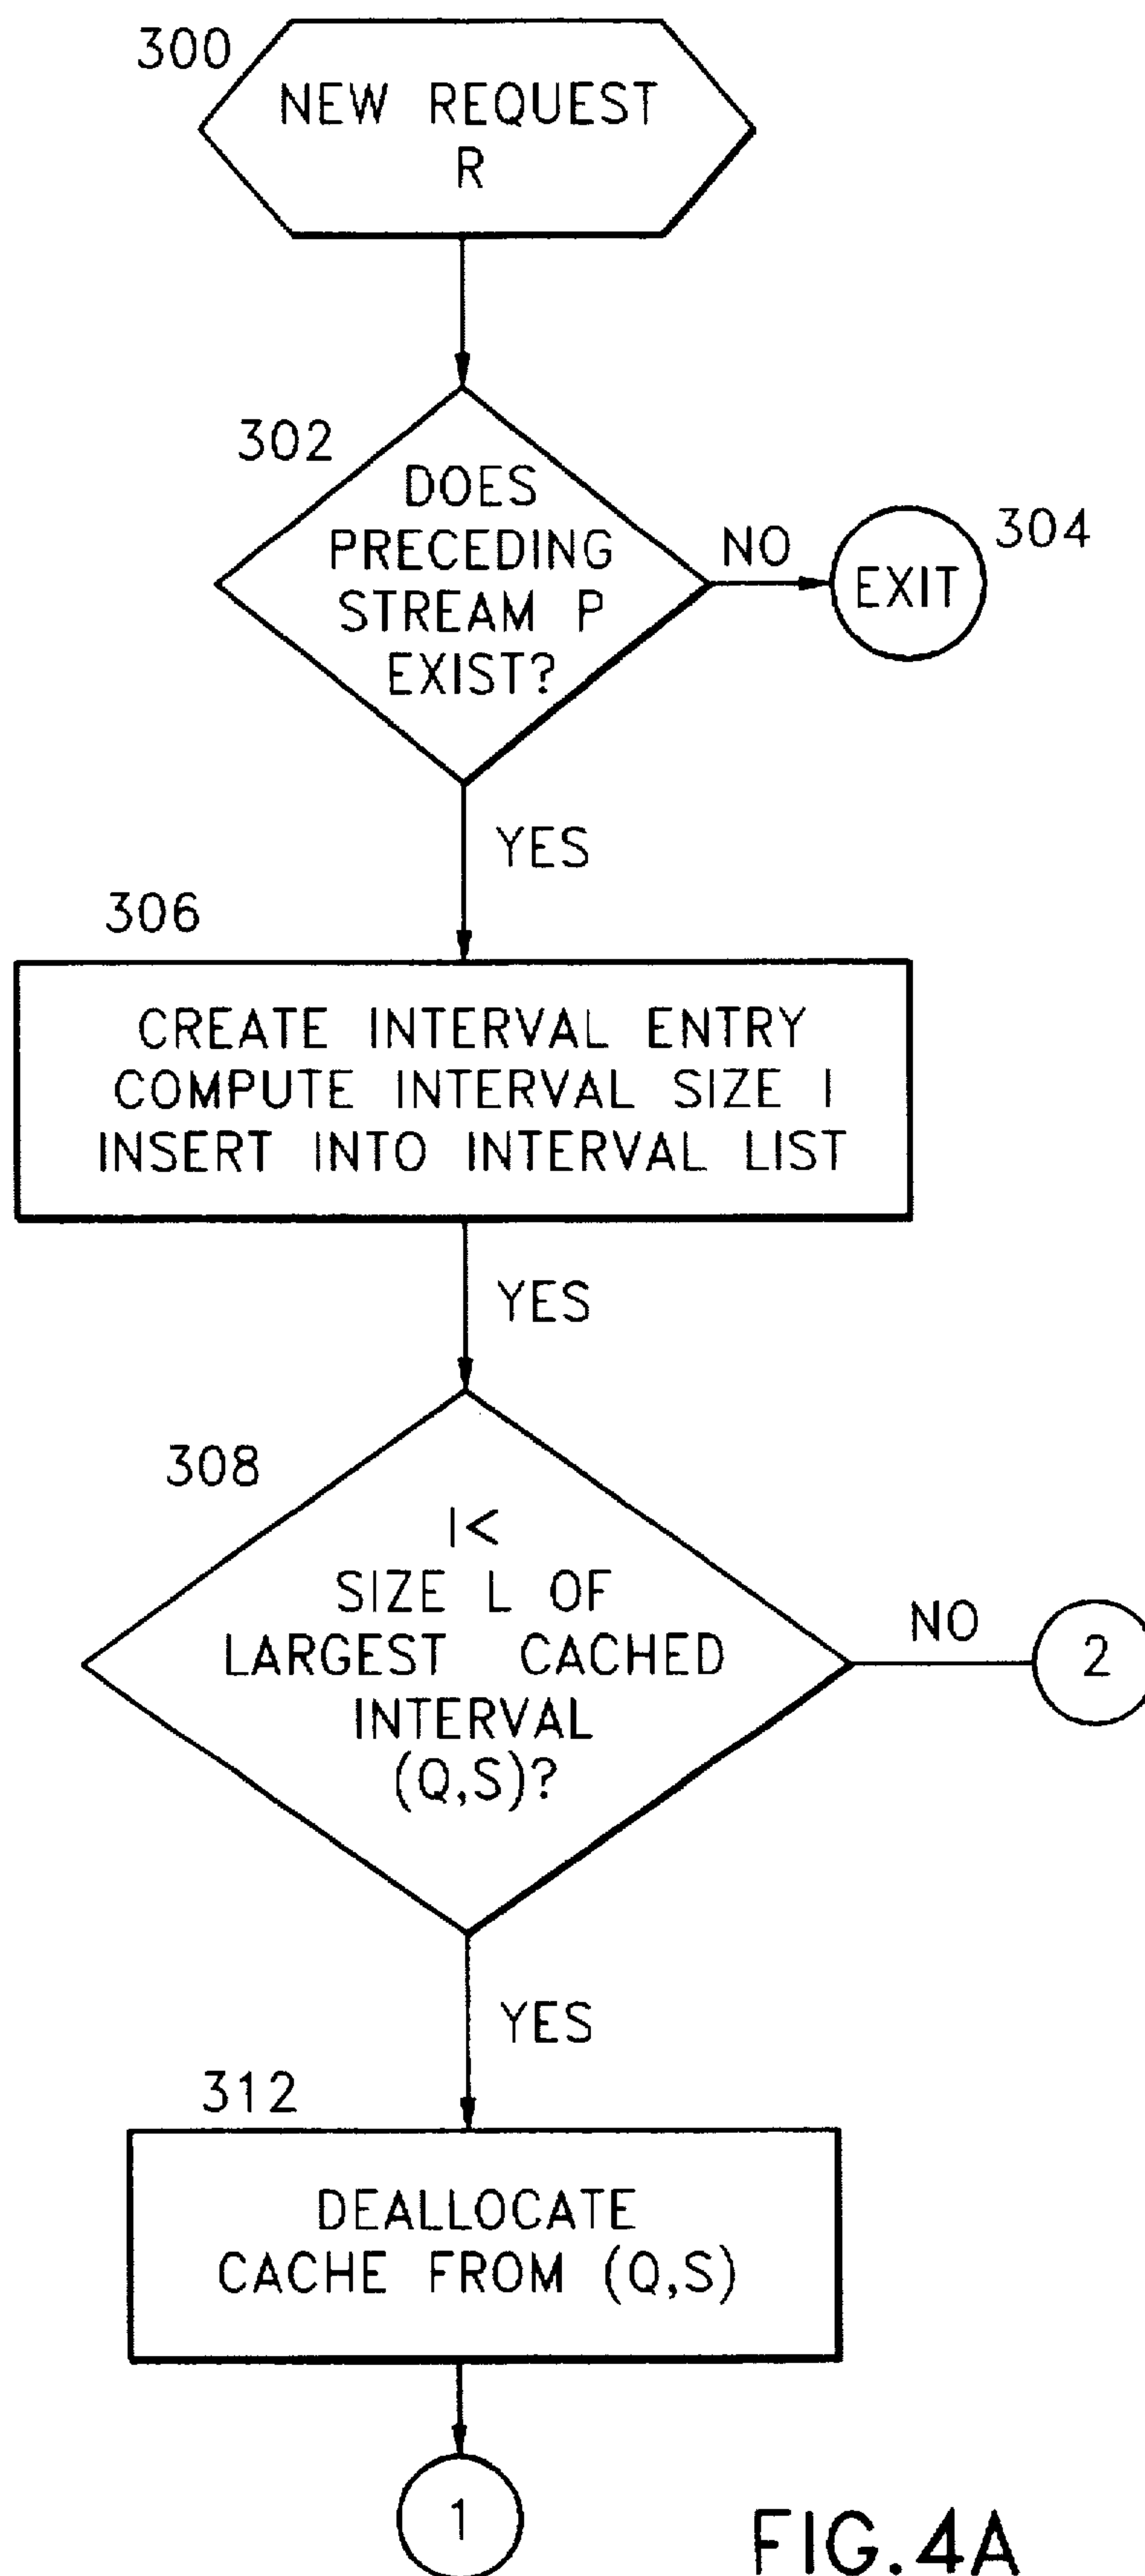 300
NEW REQUEST
R
302
DOES
PRECEDING
STREAM P
EXIST?
NO
304
EXIT
YES
306
CREATE INTERVAL ENTRY
COMPUTE INTERVAL SIZE I
INSERT INTO INTERVAL LIST
YES
308
I<
SIZE L OF
LARGEST CACHED
INTERVAL
(Q,S)?
NO
2
YES
312
DEALLOCATE
CACHE FROM (Q,S)
1
FIG.4A